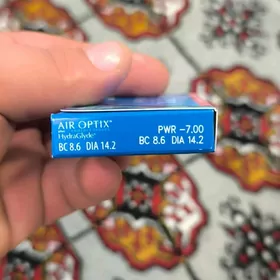 AIR OPTIX®
HydraGlyde®
BC 8.6 DIA 14.2
PWR -7.00
BC 8.6 DIA 14.2